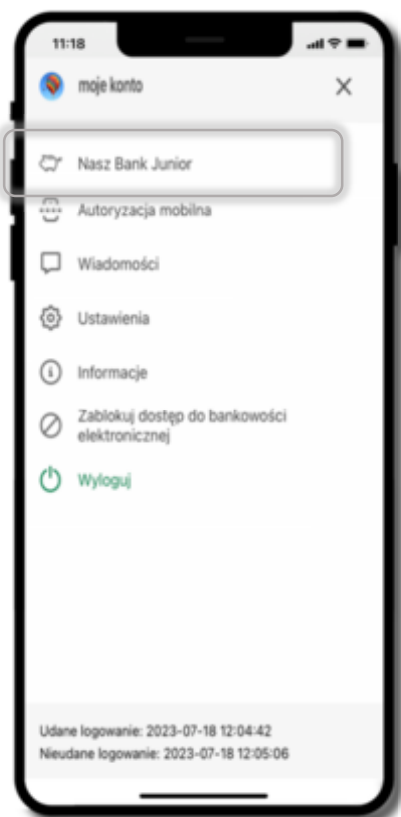 11:18
moje konto
Nasz Bank Junior
Autoryzacja mobilna
Wiadomości
Ustawienia
Informacje
Zablokuj dostęp do bankowości
elektronicznej
Wyloguj
Udane logowanie: 2023-07-18 12:04:42
Nieudane logowanie: 2023-07-18 12:05:06